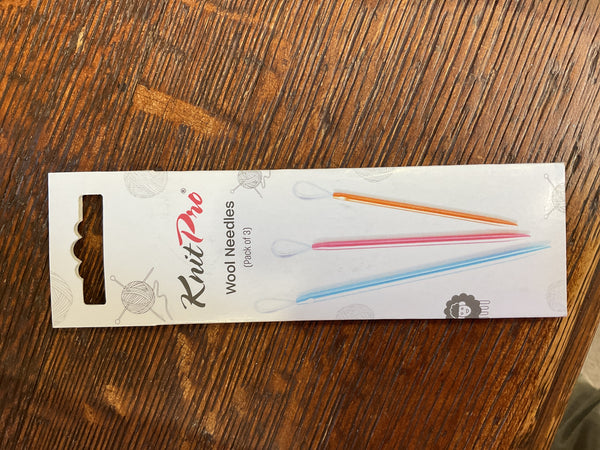 KnitPro®
Wool Needles
(Pack of 3)